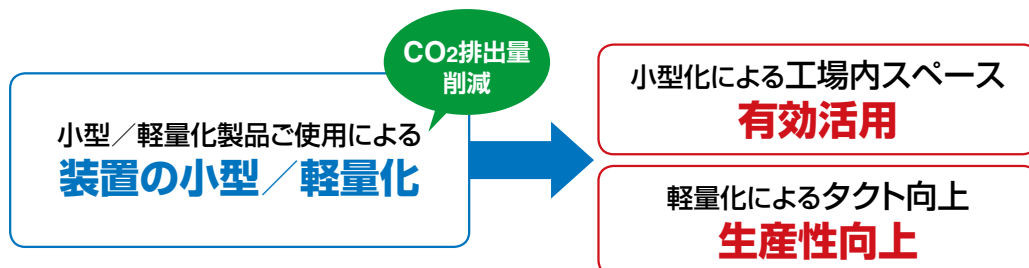 CO2排出量
削減
小型／軽量化製品ご使用による
装置の小型／軽量化
小型化による工場内スペース
有効活用
軽量化によるタクト向上
生産性向上